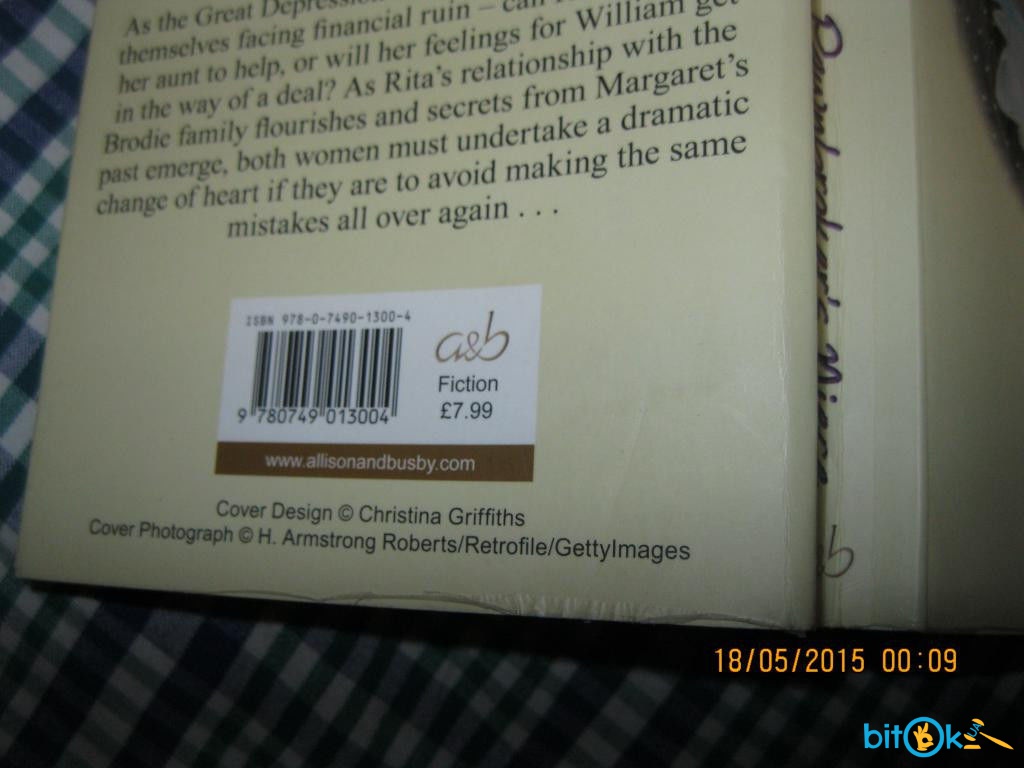 As the Great
themselves facing financial ruin – can
her aunt to help, or will her feelings for William get
in the way of a deal? As Rita's relationship with the
Brodie family flourishes and secrets from Margaret's
past emerge, both women must undertake a dramatic
change of heart if they are to avoid making the same
mistakes all over again . . .
ISBN 978-0-7490-1300-4
a&b
Fiction
£7.99
9 780749 013004
www.allisonandbusby.com
Cover Design © Christina Griffiths
Cover Photograph © H. Armstrong Roberts/Retrofile/GettyImages
18/05/2015 00:09
bitOk